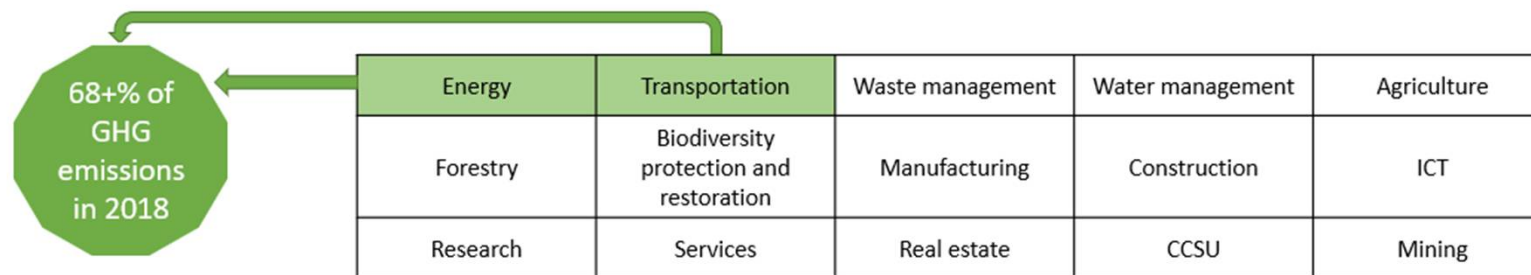 68+% of
GHG
emissions
in 2018
Energy
Transportation
Waste management
Water management
Agriculture
Forestry
Biodiversity
protection and
restoration
Manufacturing
Construction
ICT
Research
Services
Real estate
CCSU
Mining